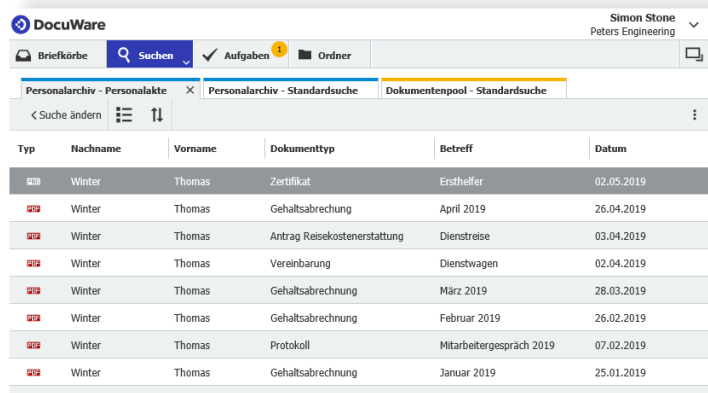 DocuWare
Simon Stone
Peters Engineering
Briefkörbe Suchen Aufgaben 1 Ordner
Personalarchiv - Personalakte Personalarchiv - Standardsuche Dokumentenpool - Standardsuche
Suche ändern
Typ Nachname Vorname Dokumenttyp Betreff Datum
PNG Winter Thomas Zertifikat Ersthelfer 02.05.2019
PDF Winter Thomas Gehaltsabrechung April 2019 26.04.2019
PDF Winter Thomas Antrag Reisekostenerstattung Dienstreise 03.04.2019
PDF Winter Thomas Vereinbarung Dienstwagen 02.04.2019
PDF Winter Thomas Gehaltsabrechnung März 2019 28.03.2019
PDF Winter Thomas Gehaltsabrechnung Februar 2019 26.02.2019
PDF Winter Thomas Protokoll Mitarbeitergespräch 2019 07.02.2019
PDF Winter Thomas Gehaltsabrechnung Januar 2019 25.01.2019